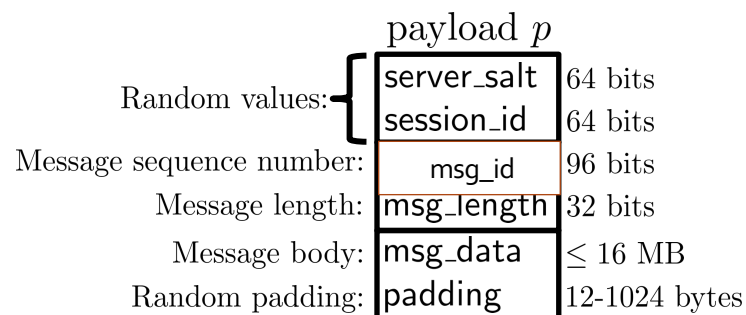 payload p
Random values: server_salt 64 bits
session_id 64 bits
Message sequence number: msg_id 96 bits
Message length: msg_length 32 bits
Message body: msg_data ≤ 16 MB
Random padding: padding 12-1024 bytes